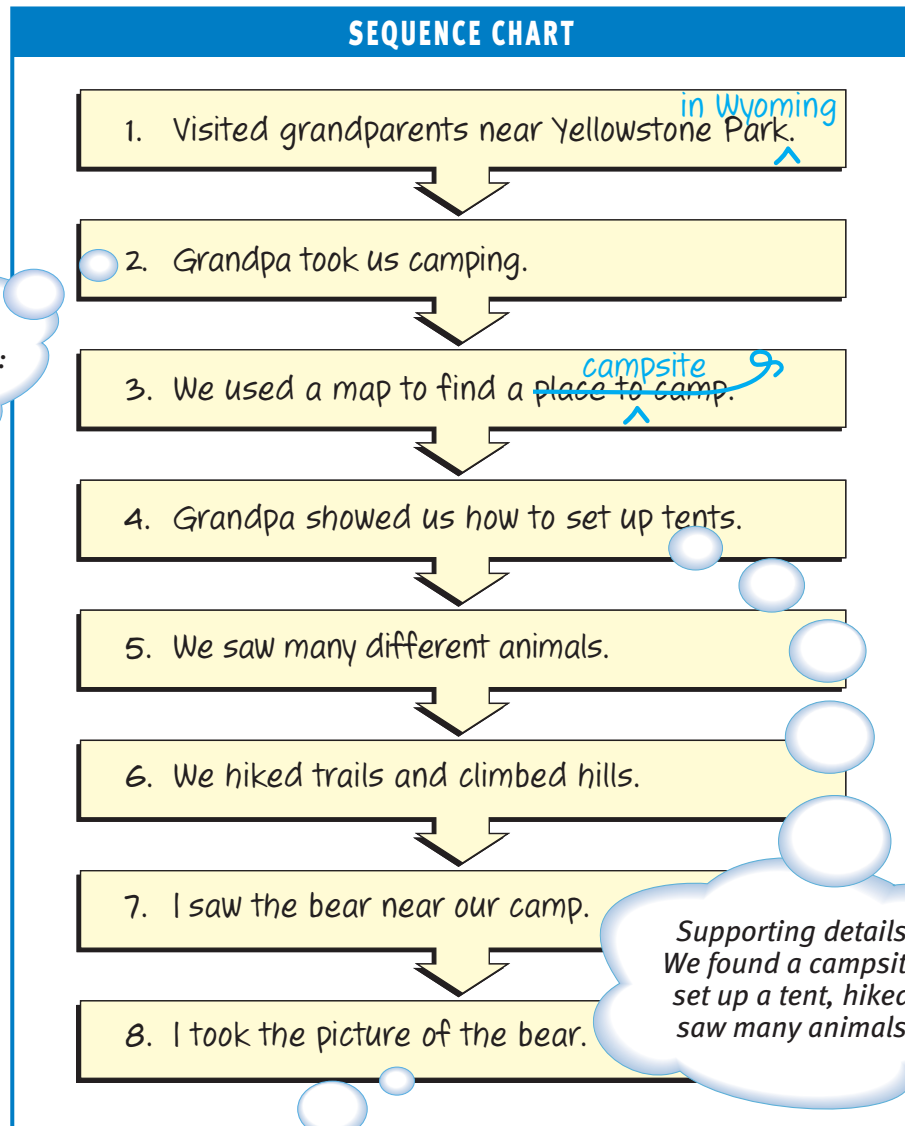 SEQUENCE CHART
in Wyoming
1. Visited grandparents near Yellowstone Park.
2. Grandpa took us camping.
:
campsite
3. We used a map to find a place to camp.
4. Grandpa showed us how to set up tents.
5. We saw many different animals.
6. We hiked trails and climbed hills.
7. I saw the bear near our camp.
Supporting details
We found a campsit
set up a tent, hiked
saw many animals
8. I took the picture of the bear.